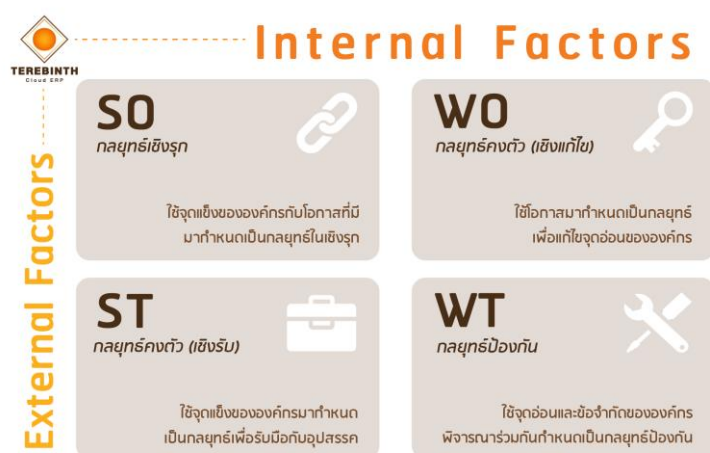 Internal Factors
TEREBINTH
Cloud ERP
External Factors
SO
กลยุทธ์เชิงรุก
ใช้จุดแข็งขององค์กรกับโอกาสที่มี
มากำหนดเป็นกลยุทธ์ในเชิงรุก
WO
กลยุทธ์คงตัว (เชิงแก้ไข)
ใช้โอกาสมากำหนดเป็นกลยุทธ์
เพื่อแก้ไขจุดอ่อนขององค์กร
ST
กลยุทธ์คงตัว (เชิงรับ)
ใช้จุดแข็งขององค์กรมากำหนด
เป็นกลยุทธ์เพื่อรับมือกับอุปสรรค
WT
กลยุทธ์ป้องกัน
ใช้จุดอ่อนและข้อจำกัดขององค์กร
พิจารณาร่วมกันกำหนดเป็นกลยุทธ์ป้องกัน